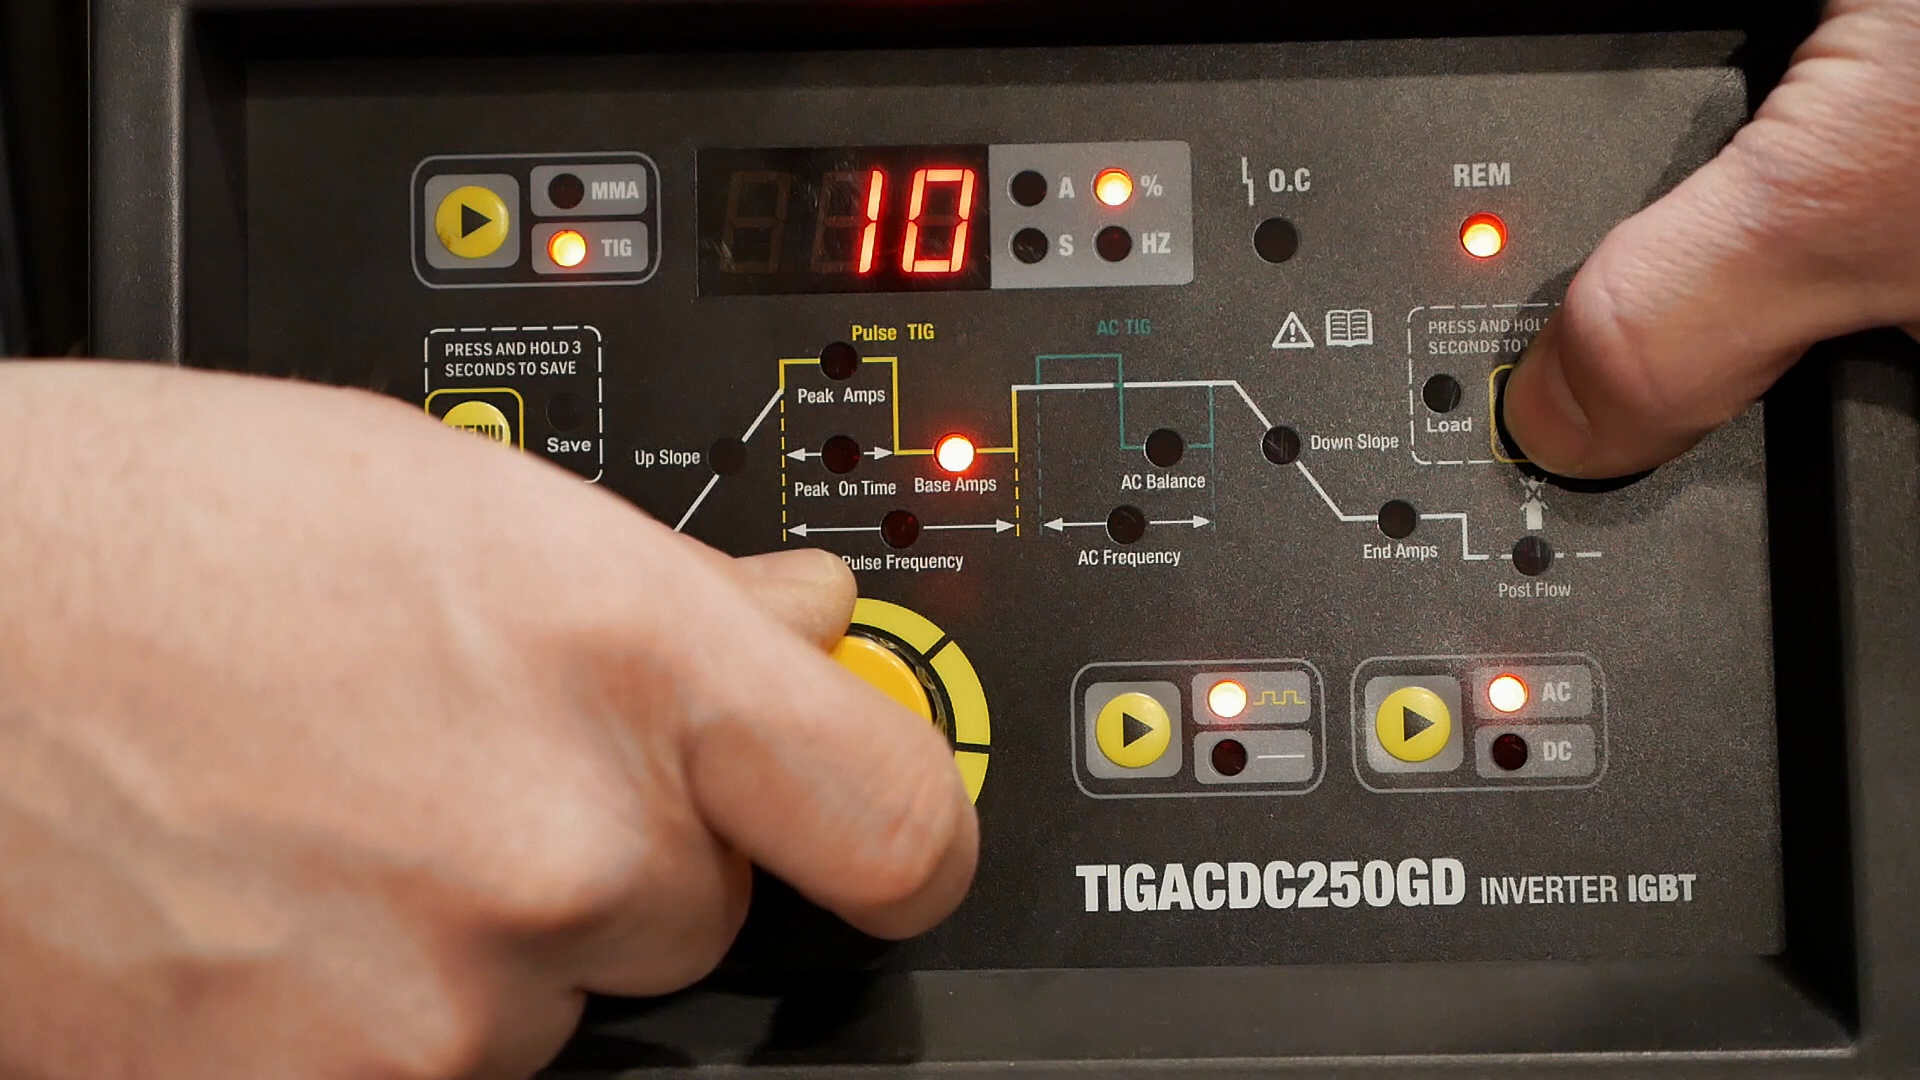 MMA
TIG
10
A
%
S
HZ
O.C
REM
PRESS AND HOLD 3
SECONDS TO SAVE
MENU
Save
Pulse TIG
AC TIG
PRESS AND
SECONDS TO
Load
Peak Amps
Up Slope
Peak On Time
Base Amps
Pulse Frequency
AC Balance
AC Frequency
Down Slope
End Amps
Post Flow
AC
DC
TIGACDC250GD INVERTER IGBT